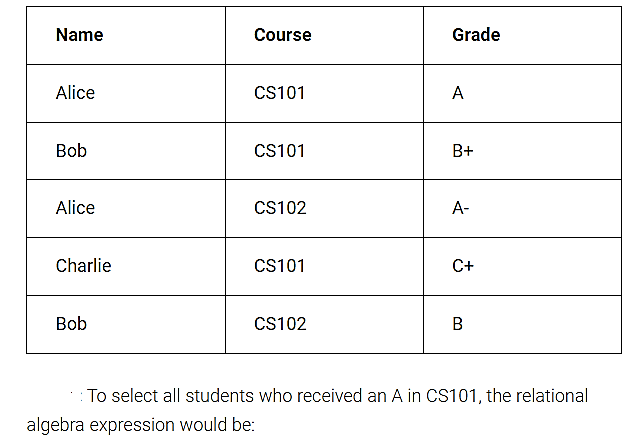 Name Course Grade
Alice CS101 A
Bob CS101 B+
Alice CS102 A-
Charlie CS101 C+
Bob CS102 B
: To select all students who received an A in CS101, the relational
algebra expression would be: